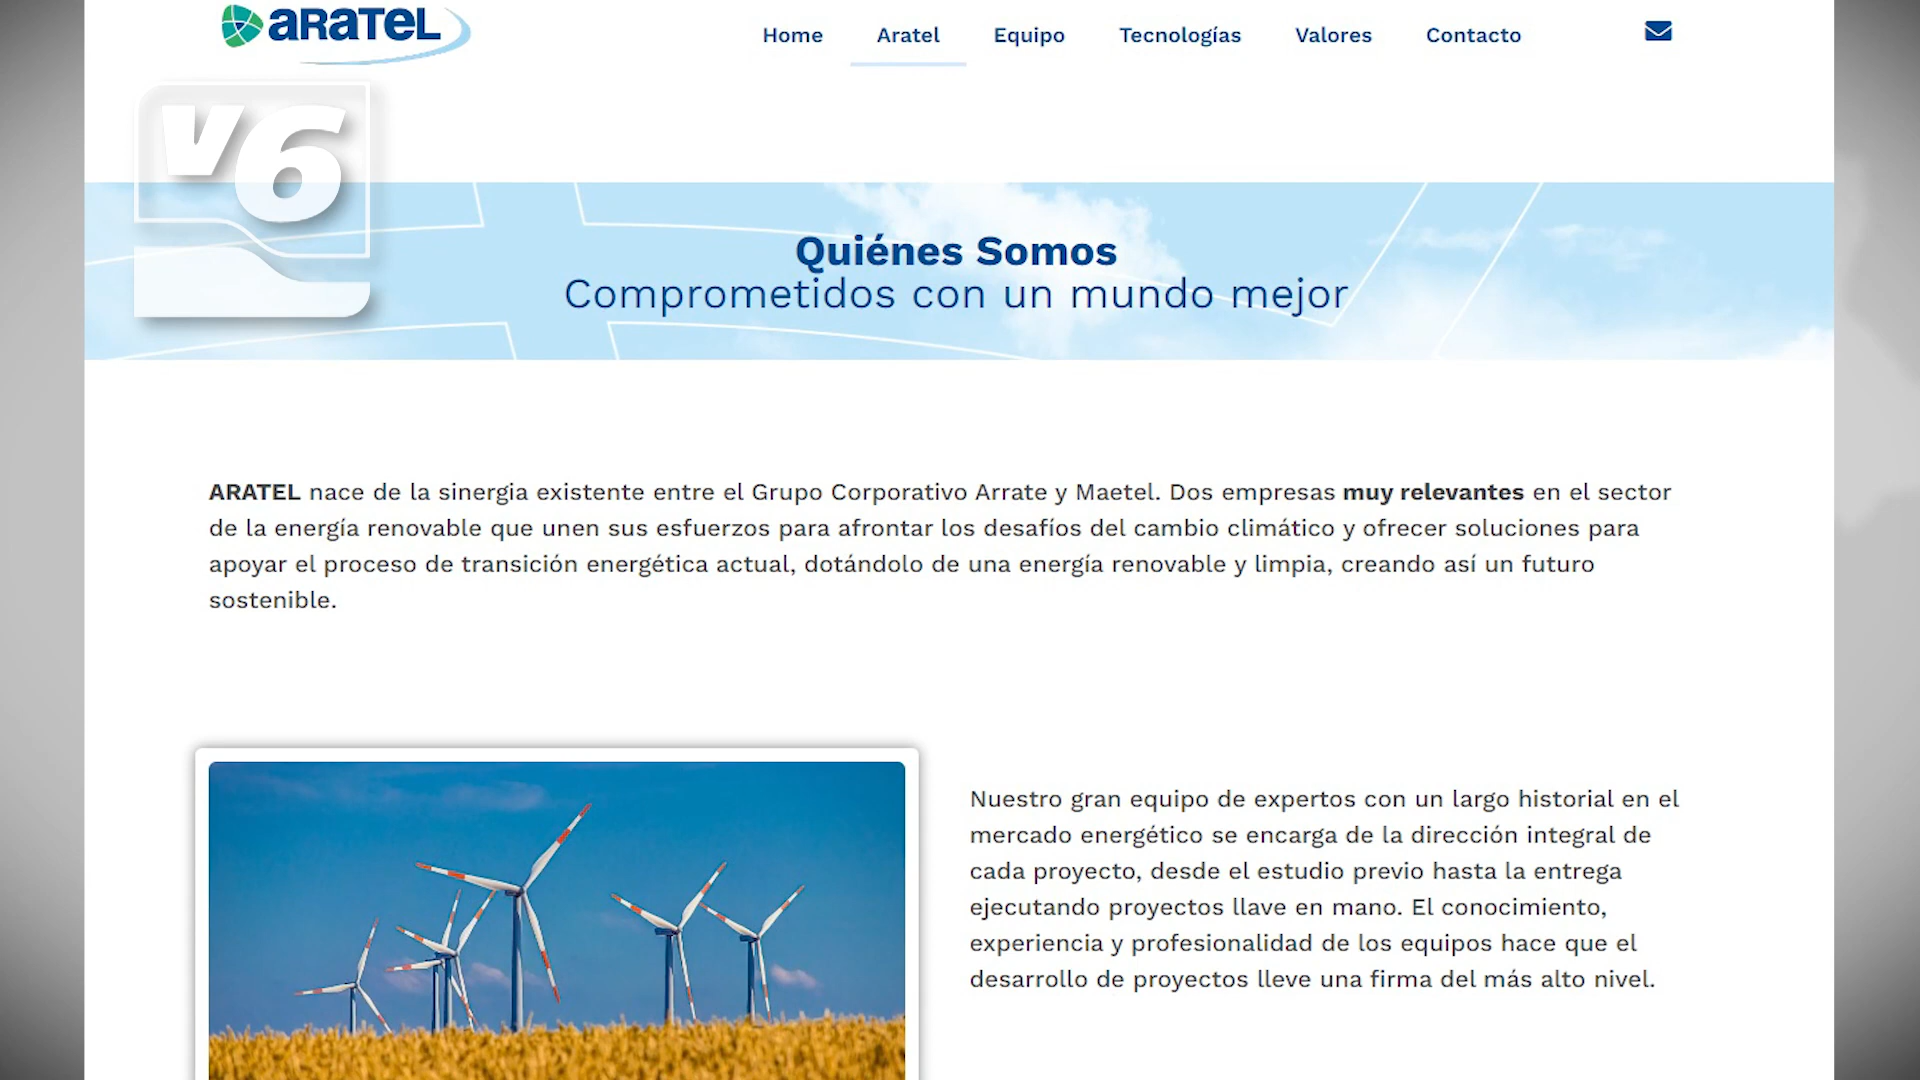 ARATEL
Home
Aratel
Equipo
Tecnologías
Valores
Contacto
V6
Quiénes Somos
Comprometidos con un mundo mejor
ARATEL nace de la sinergia existente entre el Grupo Corporativo Arrate y Maetel. Dos empresas muy relevantes en el sector
de la energía renovable que unen sus esfuerzos para afrontar los desafíos del cambio climático y ofrecer soluciones para
apoyar el proceso de transición energética actual, dotándolo de una energía renovable y limpia, creando así un futuro
sostenible.
Nuestro gran equipo de expertos con un largo historial en el
mercado energético se encarga de la dirección integral de
cada proyecto, desde el estudio previo hasta la entrega
ejecutando proyectos llave en mano. El conocimiento,
experiencia y profesionalidad de los equipos hace que el
desarrollo de proyectos lleve una firma del más alto nivel.